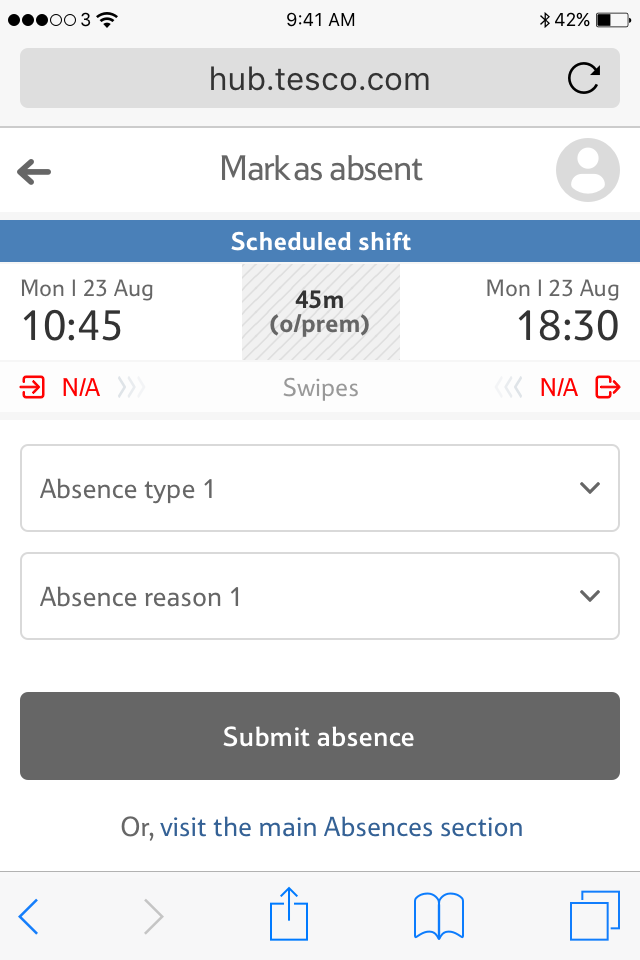 3 9:41 AM 42%
hub.tesco.com
Mark as absent
Scheduled shift
Mon | 23 Aug 45m Mon | 23 Aug
10:45 (o/prem) 18:30
N/A Swipes N/A
Absence type 1
Absence reason 1
Submit absence
Or, visit the main Absences section